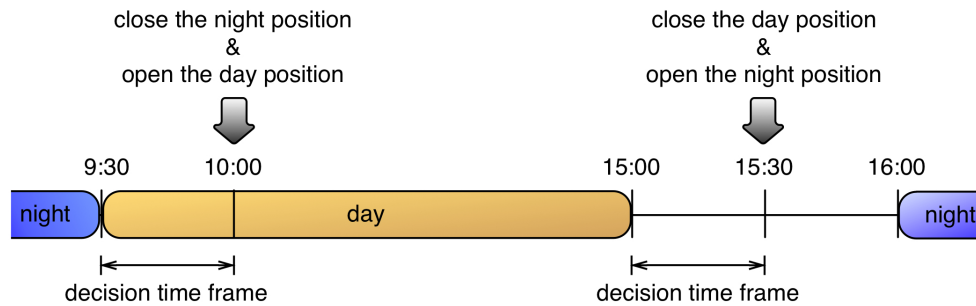 close the night position
&
open the day position
close the day position
&
open the night position
9:30
10:00
15:00
15:30
16:00
night
day
night
decision time frame
decision time frame